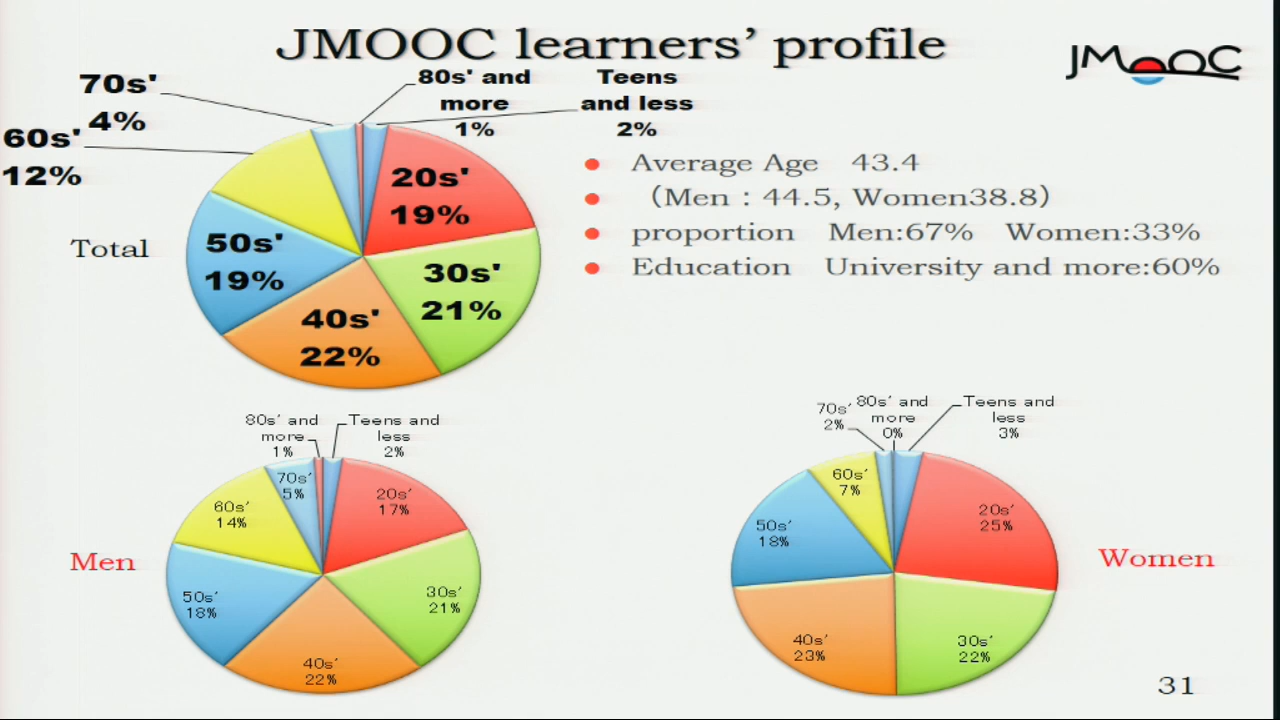 JMOOC learners’ profile
JMOOC
70s'
4%
80s' and
more
1%
Teens
and less
2%
60s'
12%
20s'
19%
30s'
21%
40s'
22%
50s'
19%
Total
Average Age 43.4
（Men：44.5, Women38.8）
proportion Men:67% Women:33%
Education University and more:60%
80s’ and
more
1%
Teens and
less
2%
70s’
5%
20s’
17%
60s’
14%
30s’
21%
50s’
18%
40s’
22%
Men
70s’
2%
80s’ and
more
0%
Teens and
less
3%
60s’
7%
20s’
25%
50s’
18%
30s’
22%
40s’
23%
Women
31